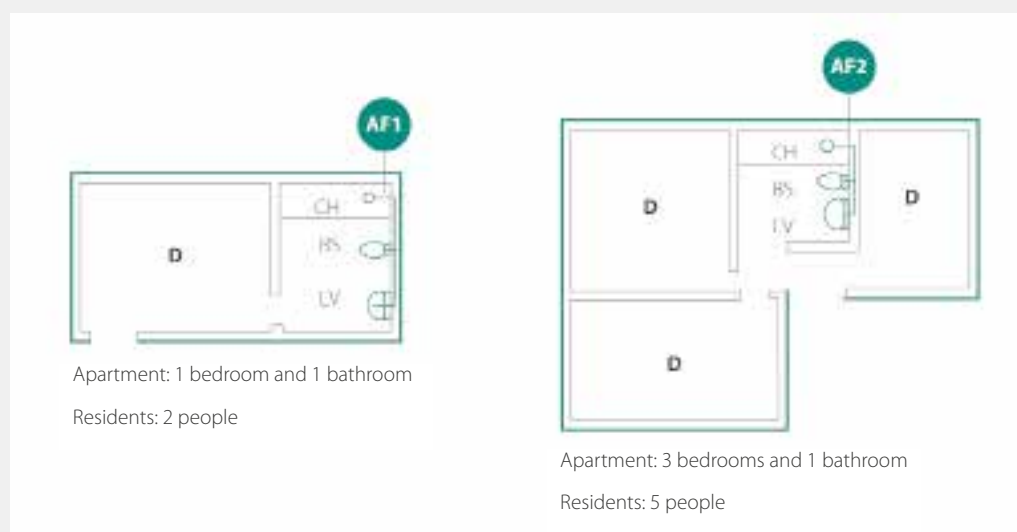 AF1
CH
BS
D
LV
Apartment: 1 bedroom and 1 bathroom
Residents: 2 people
AF2
CH
D
BS
D
LV
D
Apartment: 3 bedrooms and 1 bathroom
Residents: 5 people